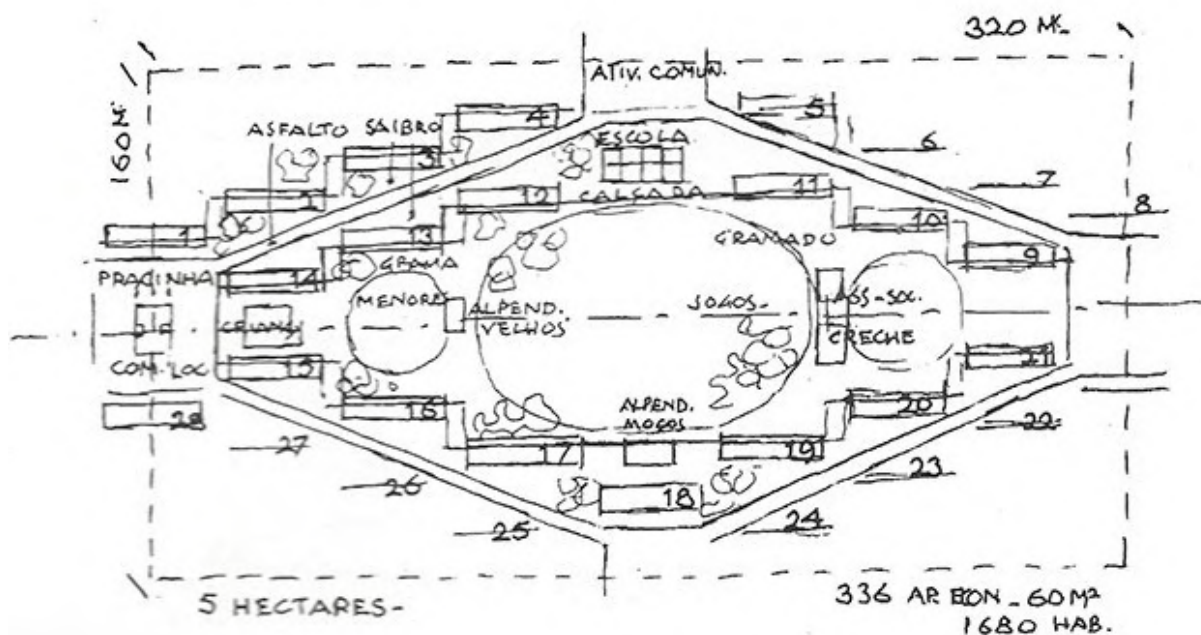 320 M.
160 M.
ATIV. COMUN.
4
5
ASFALTO SAIBRO
ESCOLA
3
6
2
12
CALÇADA
11
7
1
13
GRAMADO
10
8
GRAMA
9
PRACINHA
14
MENORES
ALPEND.
VELHOS
JOGOS-
CRECHE
COM. LOC
15
21
16
ALPEND.
MOÇOS
20
28
17
19
22
27
18
23
26
25
24
5 HECTARES-
336 AP. ECON - 60 M²
1680 HAB.